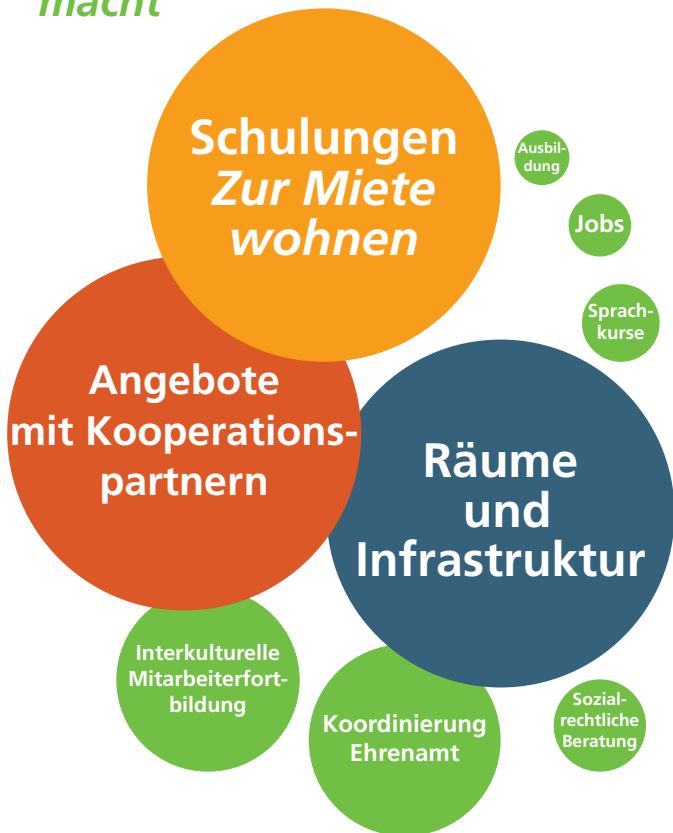 macht
Schulungen
Zur Miete
wohnen
Ausbil-
dung
Jobs
Sprach-
kurse
Angebote
mit Kooperations-
partnern
Räume
und
Infrastruktur
Interkulturelle
Mitarbeiterfort-
bildung
Koordinierung
Ehrenamt
Sozial-
rechtliche
Beratung